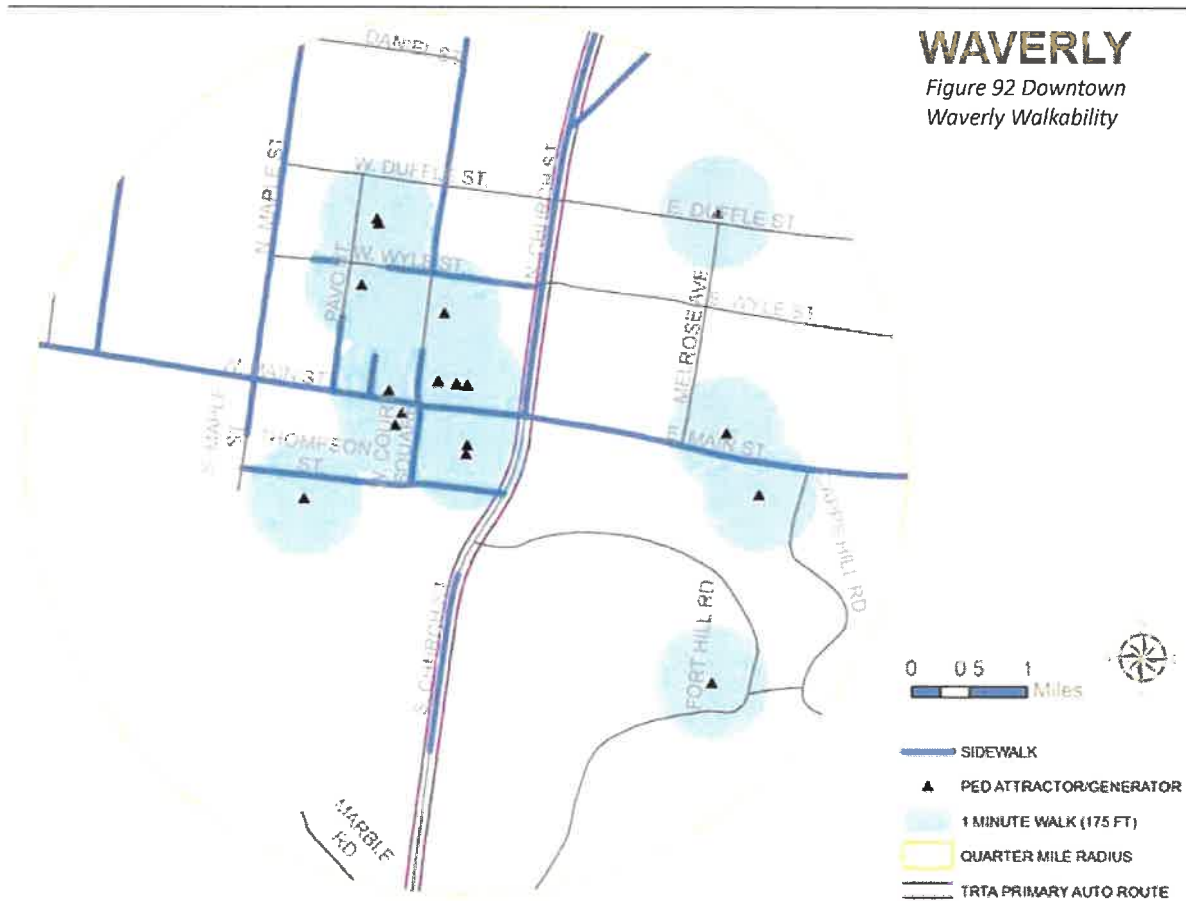 WAVERLY
Figure 92 Downtown
Waverly Walkability
W. DUFFLE ST.
N. MAPLE ST
N. CHURCH ST.
E. DUFFLE ST.
W. WYLE ST.
PAVO ST.
MELROSE AVE
E. WYLE ST
W. MAIN ST
S. MAPLE
ST
THOMPSON
ST.
W. COURT
SQUARE
E. MAIN ST.
HILL RD
S. CHURCH ST
FORT HILL RD
MARBLE
RD
0 0.5 1
Miles
SIDEWALK
PED ATTRACTOR/GENERATOR
1 MINUTE WALK (175 FT)
QUARTER MILE RADIUS
TRTA PRIMARY AUTO ROUTE